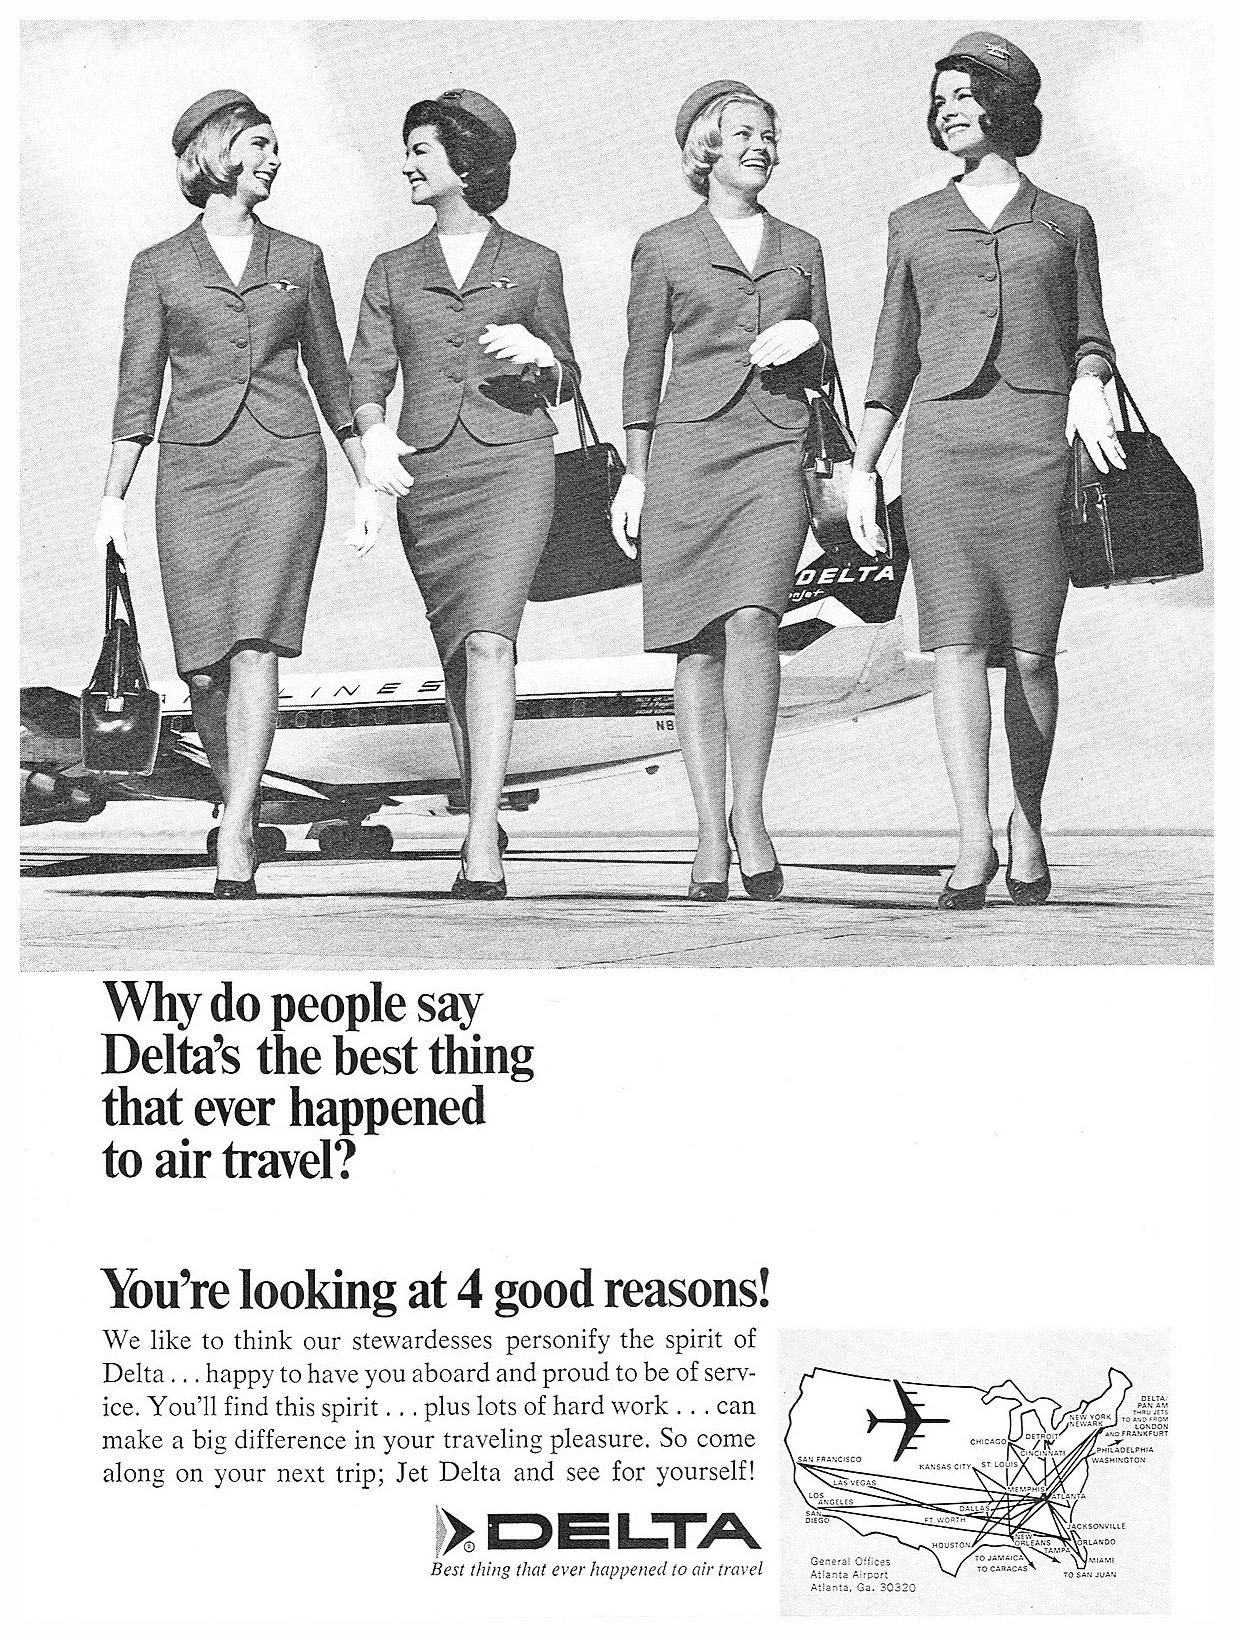 DELTA
onjet
LINES
N8
Why do people say
Delta's the best thing
that ever happened
to air travel?
You're looking at 4 good reasons!
We like to think our stewardesses personify the spirit of
Delta . . . happy to have you aboard and proud to be of serv-
ice. You'll find this spirit . . . plus lots of hard work . . . can
make a big difference in your traveling pleasure. So come
along on your next trip; Jet Delta and see for yourself!
DELTA
Best thing that ever happened to air travel
DELTA/
PAN AM
THRU JETS
TO AND FROM
LONDON
AND FRANKFURT
NEW YORK
NEWARK
DETROIT
CHICAGO
CINCINNATI
PHILADELPHIA
WASHINGTON
SAN FRANCISCO
KANSAS CITY
ST. LOUIS
LAS VEGAS
MEMPHIS
ATLANTA
LOS
ANGELES
DALLAS
SAN
DIEGO
FT. WORTH
JACKSONVILLE
NEW
ORLEANS
ORLANDO
HOUSTON
TAMPA
TO JAMAICA
TO CARACAS
MIAMI
TO SAN JUAN
General Offices
Atlanta Airport
Atlanta, Ga. 30320